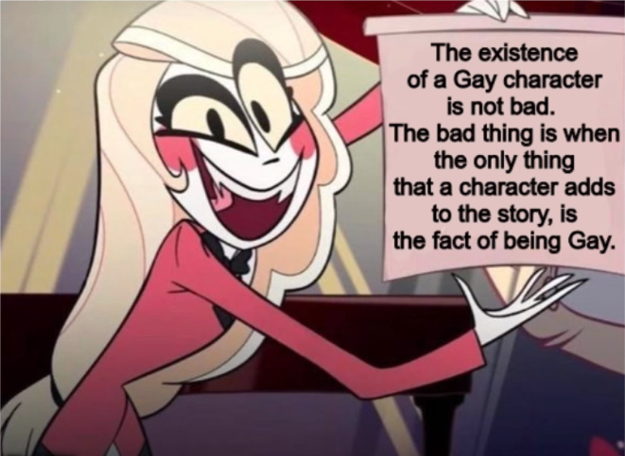 The existence
of a Gay character
is not bad.
The bad thing is when
the only thing
that a character adds
to the story, is
the fact of being Gay.